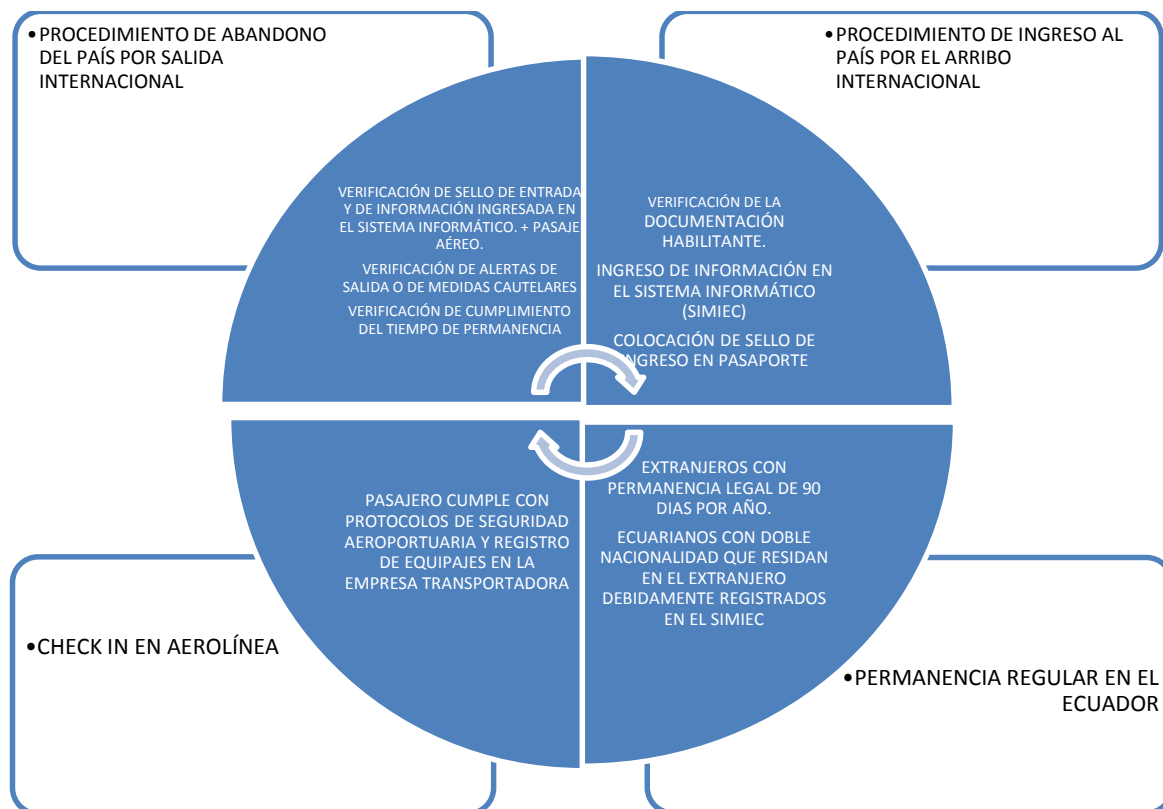 •PROCEDIMIENTO DE ABANDONO
DEL PAÍS POR SALIDA
INTERNACIONAL
•PROCEDIMIENTO DE INGRESO AL
PAÍS POR EL ARRIBO
INTERNACIONAL
VERIFICACIÓN DE SELLO DE ENTRADA
Y DE INFORMACIÓN INGRESADA EN
EL SISTEMA INFORMÁTICO. + PASAJE
AÉREO.
VERIFICACIÓN DE ALERTAS DE
SALIDA O DE MEDIDAS CAUTELARES
VERIFICACIÓN DE CUMPLIMIENTO
DEL TIEMPO DE PERMANENCIA
VERIFICACIÓN DE LA
DOCUMENTACIÓN
HABILITANTE.
INGRESO DE INFORMACIÓN EN
EL SISTEMA INFORMÁTICO
(SIMIEC)
COLOCACIÓN DE SELLO DE
INGRESO EN PASAPORTE
PASAJERO CUMPLE CON
PROTOCOLOS DE SEGURIDAD
AEROPORTUARIA Y REGISTRO
DE EQUIPAJES EN LA
EMPRESA TRANSPORTADORA
EXTRANJEROS CON
PERMANENCIA LEGAL DE 90
DIAS POR AÑO.
ECUARIANOS CON DOBLE
NACIONALIDAD QUE RESIDAN
EN EL EXTRANJERO
DEBIDAMENTE REGISTRADOS
EN EL SIMIEC
•CHECK IN EN AEROLÍNEA
•PERMANENCIA REGULAR EN EL
ECUADOR